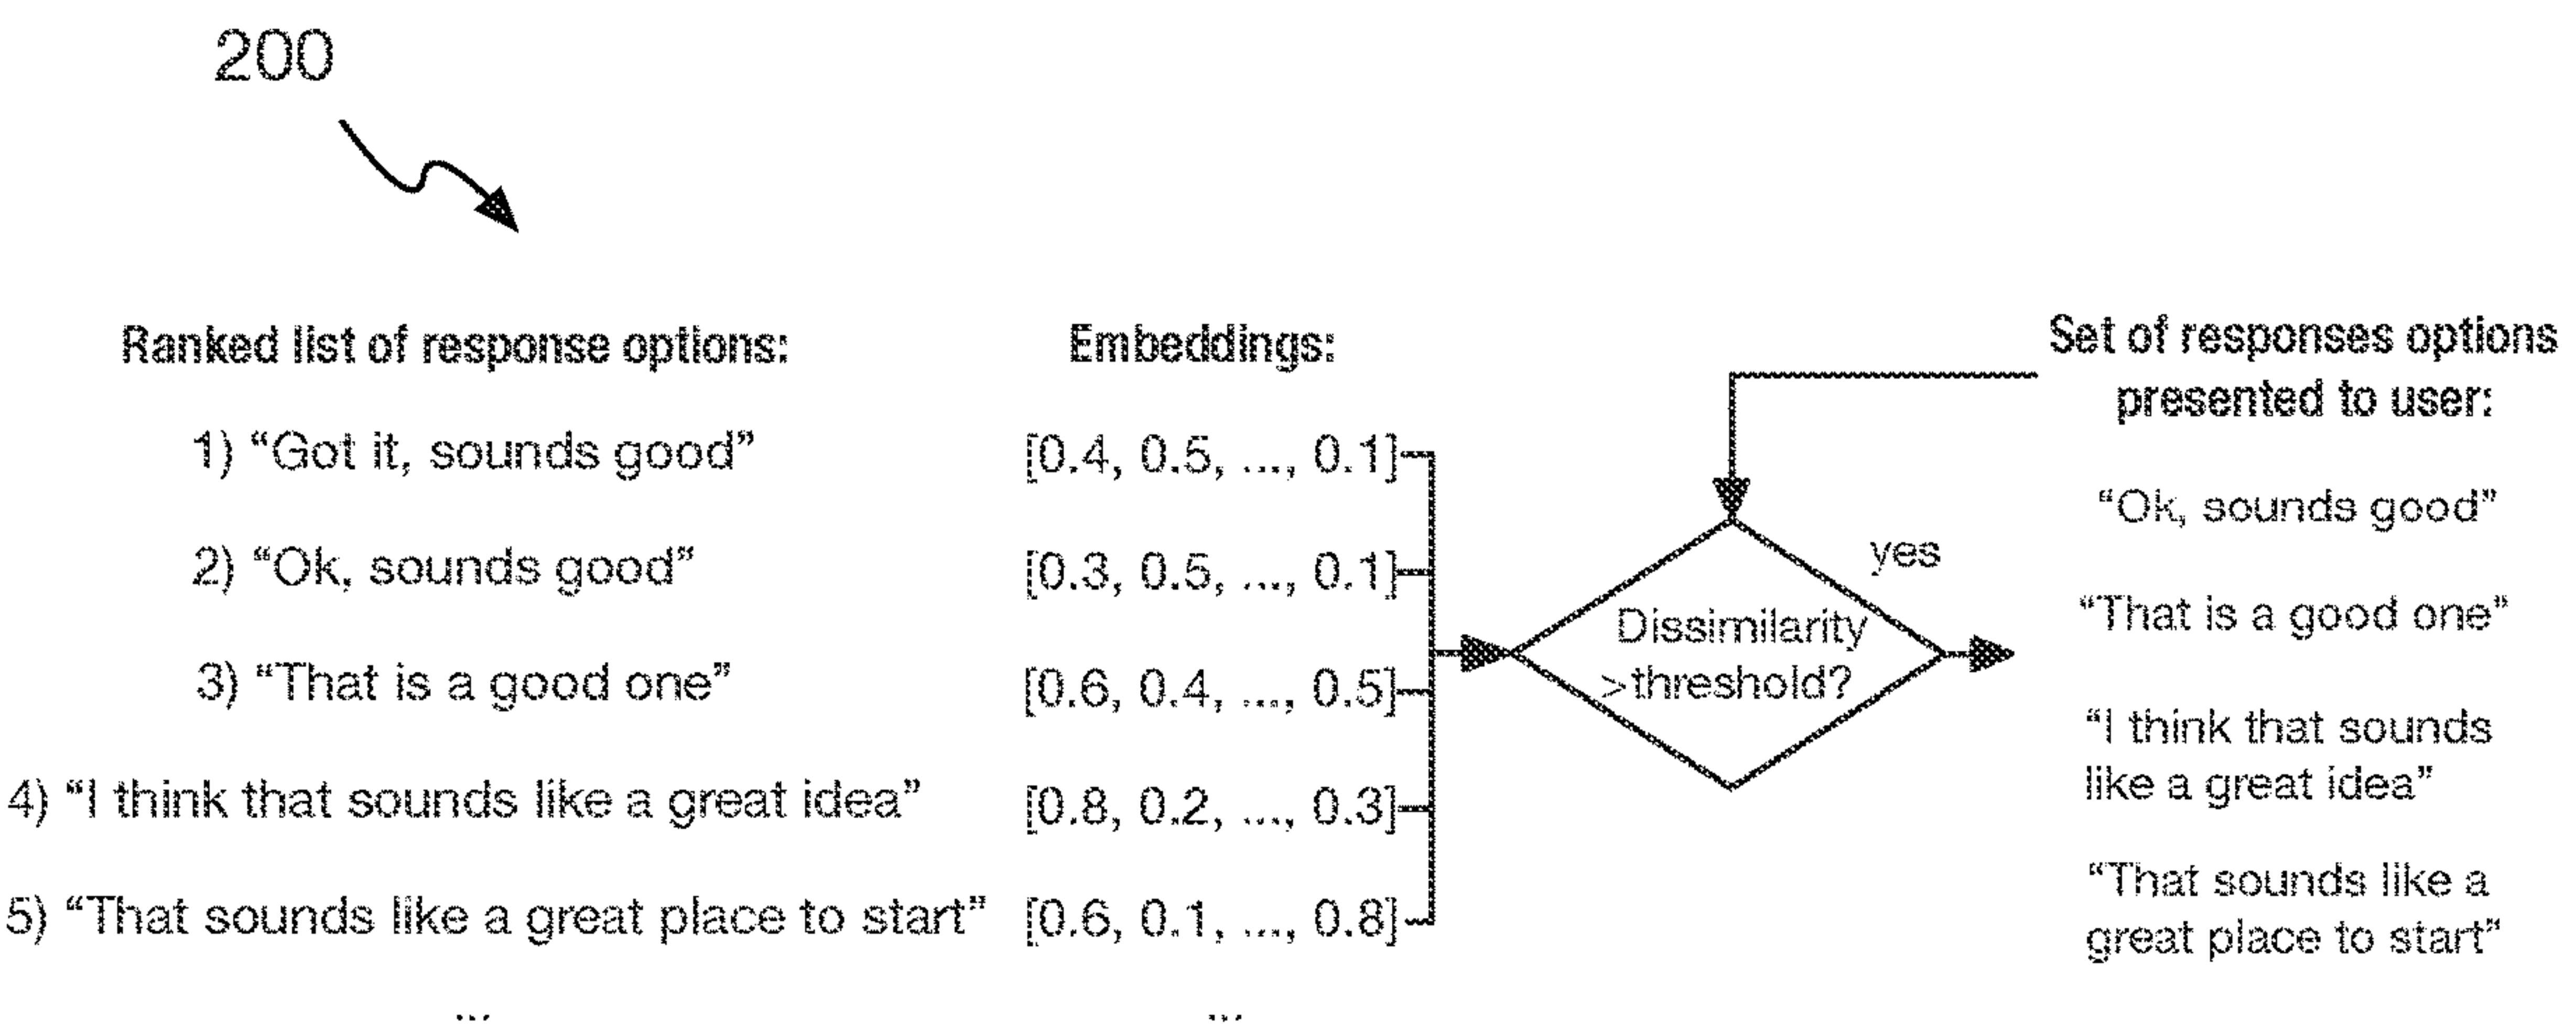 200
Ranked list of response options:
1) “Got it, sounds good”
2) “Ok, sounds good”
3) “That is a good one”
4) “I think that sounds like a great idea”
5) “That sounds like a great place to start”
...
Embeddings:
[0.4, 0.5, ..., 0.1]
[0.3, 0.5, ..., 0.1]
[0.6, 0.4, ..., 0.5]
[0.8, 0.2, ..., 0.3]
[0.6, 0.1, ..., 0.8]
...
Dissimilarity
>threshold?
yes
Set of responses options
presented to user:
“Ok, sounds good”
“That is a good one”
“I think that sounds
like a great idea”
“That sounds like a
great place to start”